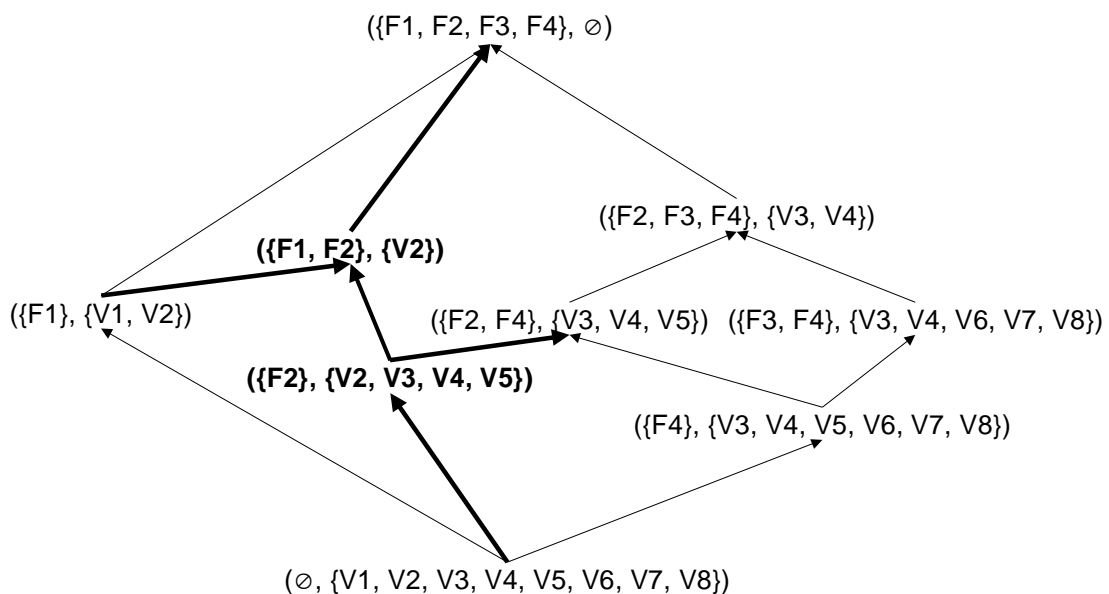 ({F1, F2, F3, F4}, ∅)
({F2, F3, F4}, {V3, V4})
({F1, F2}, {V2})
({F1}, {V1, V2})
({F2, F4}, {V3, V4, V5})
({F3, F4}, {V3, V4, V6, V7, V8})
({F2}, {V2, V3, V4, V5})
({F4}, {V3, V4, V5, V6, V7, V8})
(∅, {V1, V2, V3, V4, V5, V6, V7, V8})